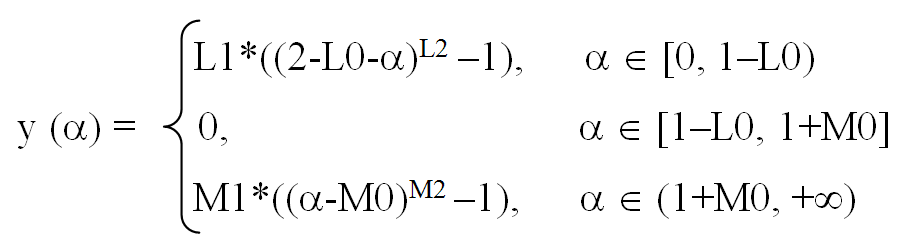 L1*((2-L0-α)^L2 –1), α ∈ [0, 1–L0)
y (α) = 0, α ∈ [1–L0, 1+M0]
M1*((α-M0)^M2 –1), α ∈ (1+M0, +∞)